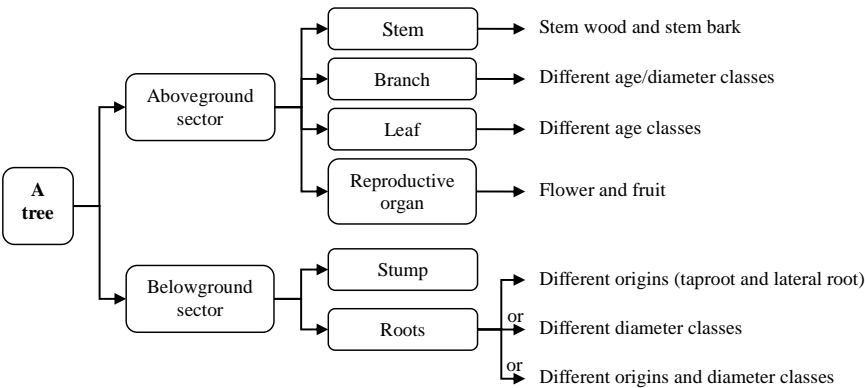 A
tree
Aboveground
sector
Stem
Stem wood and stem bark
Branch
Different age/diameter classes
Leaf
Different age classes
Reproductive
organ
Flower and fruit
Belowground
sector
Stump
Roots
Different origins (taproot and lateral root)
or
Different diameter classes
or
Different origins and diameter classes